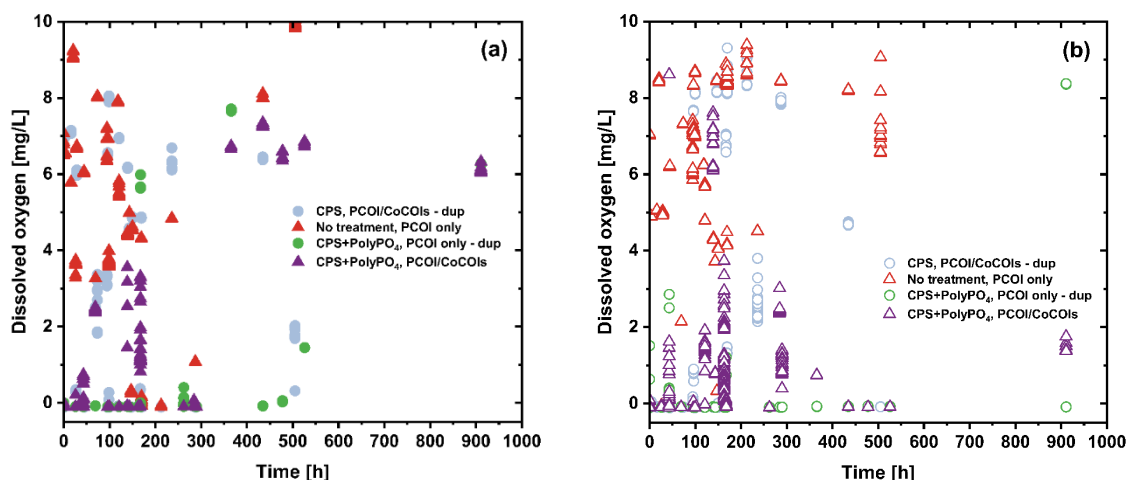 (a)
Dissolved oxygen [mg/L]
10
8
6
4
2
0
CPS, PCOI/CoCOIs - dup
No treatment, PCOI only
CPS+PolyPO₄, PCOI only - dup
CPS+PolyPO₄, PCOI/CoCOIs
0 100 200 300 400 500 600 700 800 900 1000
Time [h]
(b)
Dissolved oxygen [mg/L]
10
8
6
4
2
0
CPS, PCOI/CoCOIs - dup
No treatment, PCOI only
CPS+PolyPO₄, PCOI only - dup
CPS+PolyPO₄, PCOI/CoCOIs
0 100 200 300 400 500 600 700 800 900 1000
Time [h]